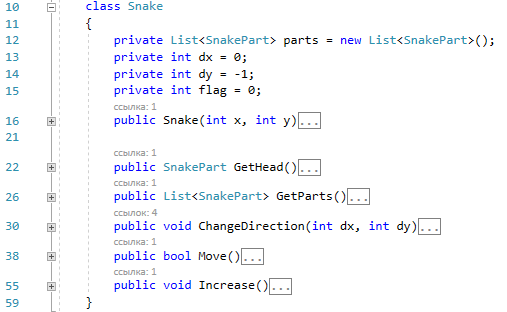 10 class Snake
11 {
12 private List<SnakePart> parts = new List<SnakePart>();
13 private int dx = 0;
14 private int dy = -1;
15 private int flag = 0;
ссылка: 1
16 public Snake(int x, int y)...
21
ссылка: 1
22 public SnakePart GetHead()...
ссылка: 1
26 public List<SnakePart> GetParts()...
ссылок: 4
30 public void ChangeDirection(int dx, int dy)...
ссылка: 1
38 public bool Move()...
ссылка: 1
55 public void Increase()...
59 }